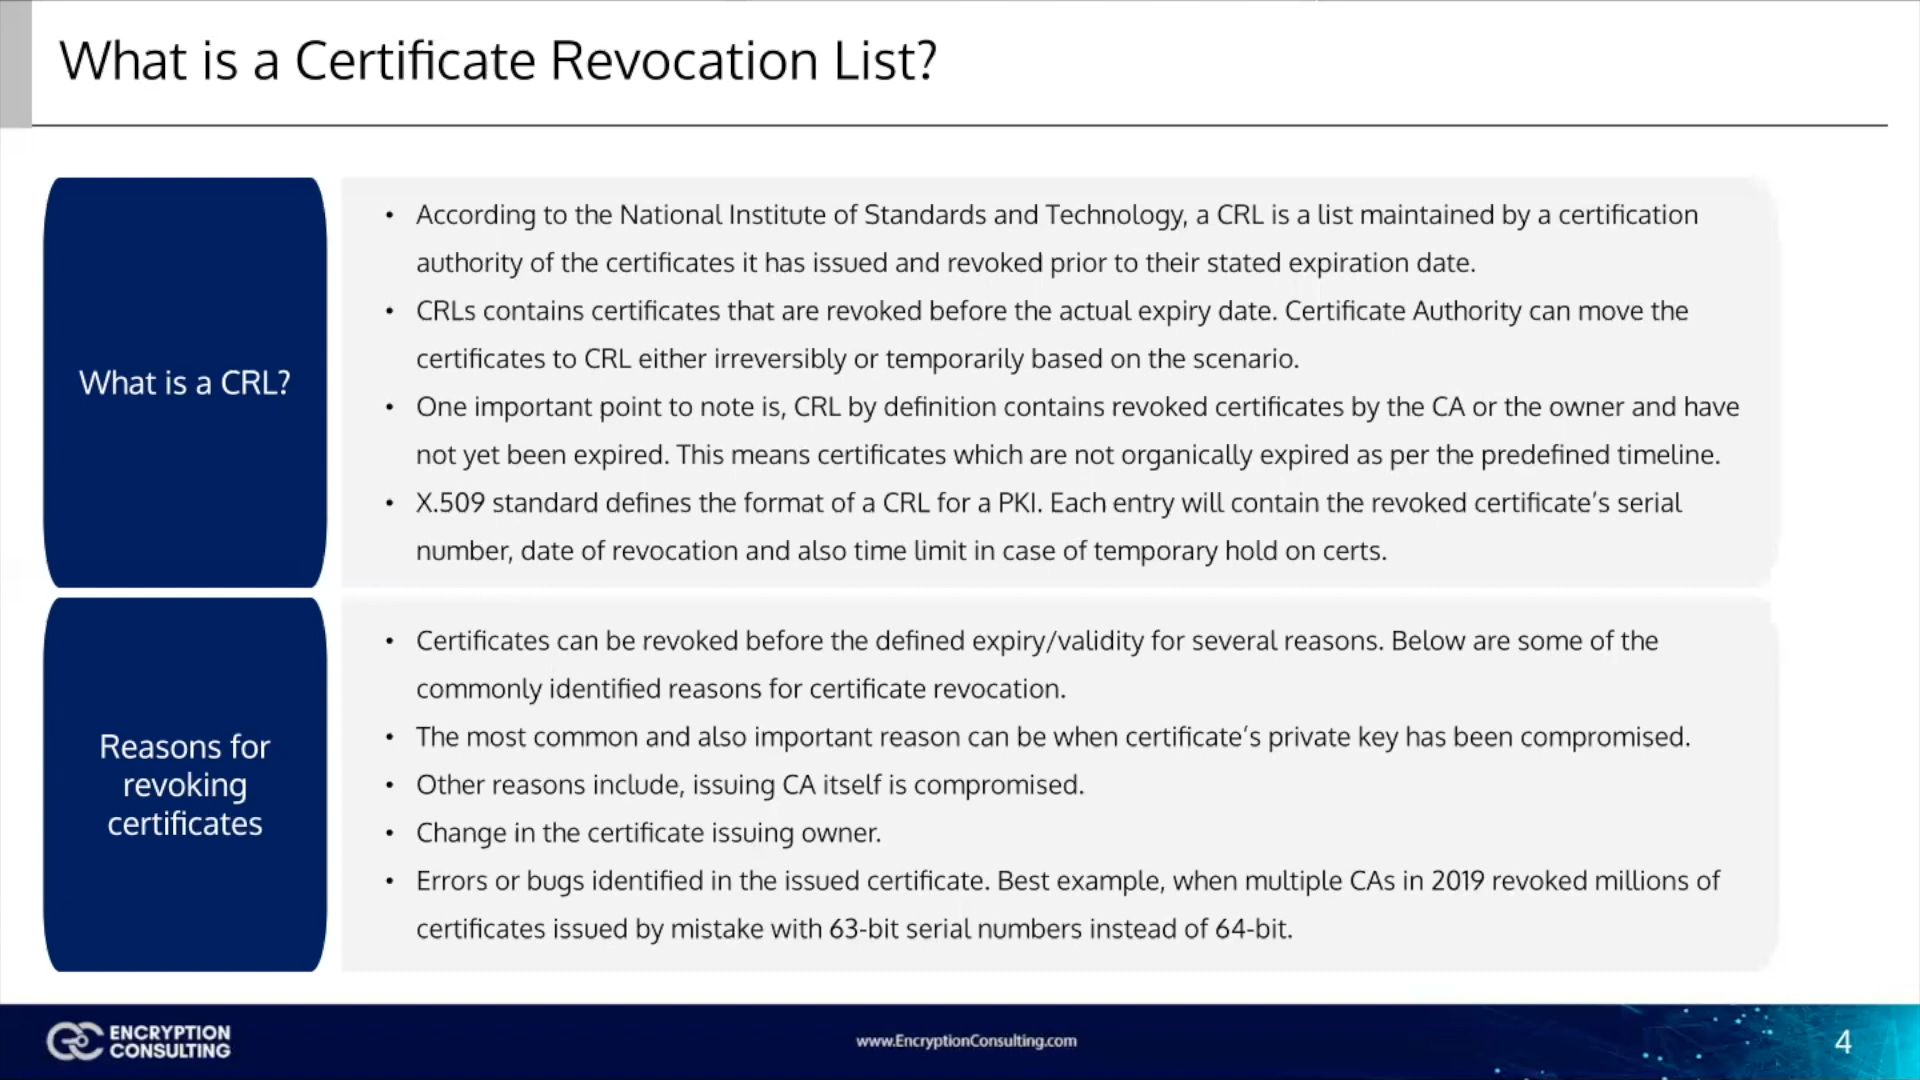 What is a Certificate Revocation List?
What is a CRL?
• According to the National Institute of Standards and Technology, a CRL is a list maintained by a certification
authority of the certificates it has issued and revoked prior to their stated expiration date.
• CRLs contains certificates that are revoked before the actual expiry date. Certificate Authority can move the
certificates to CRL either irreversibly or temporarily based on the scenario.
• One important point to note is, CRL by definition contains revoked certificates by the CA or the owner and have
not yet been expired. This means certificates which are not organically expired as per the predefined timeline.
• X.509 standard defines the format of a CRL for a PKI. Each entry will contain the revoked certificate’s serial
number, date of revocation and also time limit in case of temporary hold on certs.
Reasons for
revoking
certificates
• Certificates can be revoked before the defined expiry/validity for several reasons. Below are some of the
commonly identified reasons for certificate revocation.
• The most common and also important reason can be when certificate’s private key has been compromised.
• Other reasons include, issuing CA itself is compromised.
• Change in the certificate issuing owner.
• Errors or bugs identified in the issued certificate. Best example, when multiple CAs in 2019 revoked millions of
certificates issued by mistake with 63-bit serial numbers instead of 64-bit.
ENCRYPTION
CONSULTING
www.EncryptionConsulting.com
4